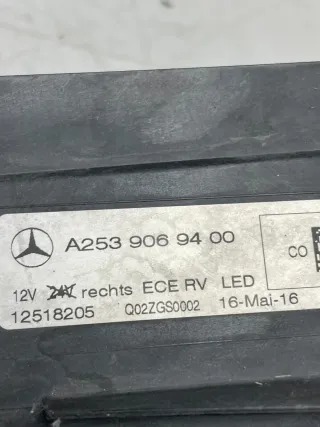 A253 906 94 00
CO
12V 24V rechts ECE RV LED
12518205 Q02ZGS0002 16-Mai-16